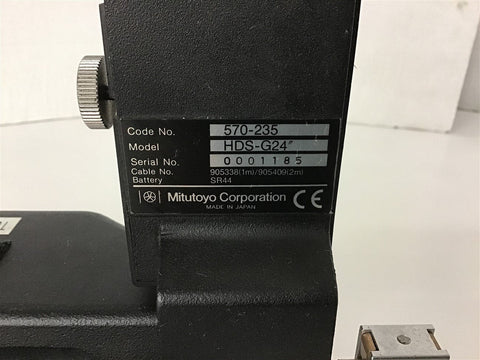 Code No. 570-235
Model HDS-G24"
Serial No. 0001185
Cable No. 905338(1m)/905409(2m)
Battery SR44
Mitutoyo Corporation CE
MADE IN JAPAN